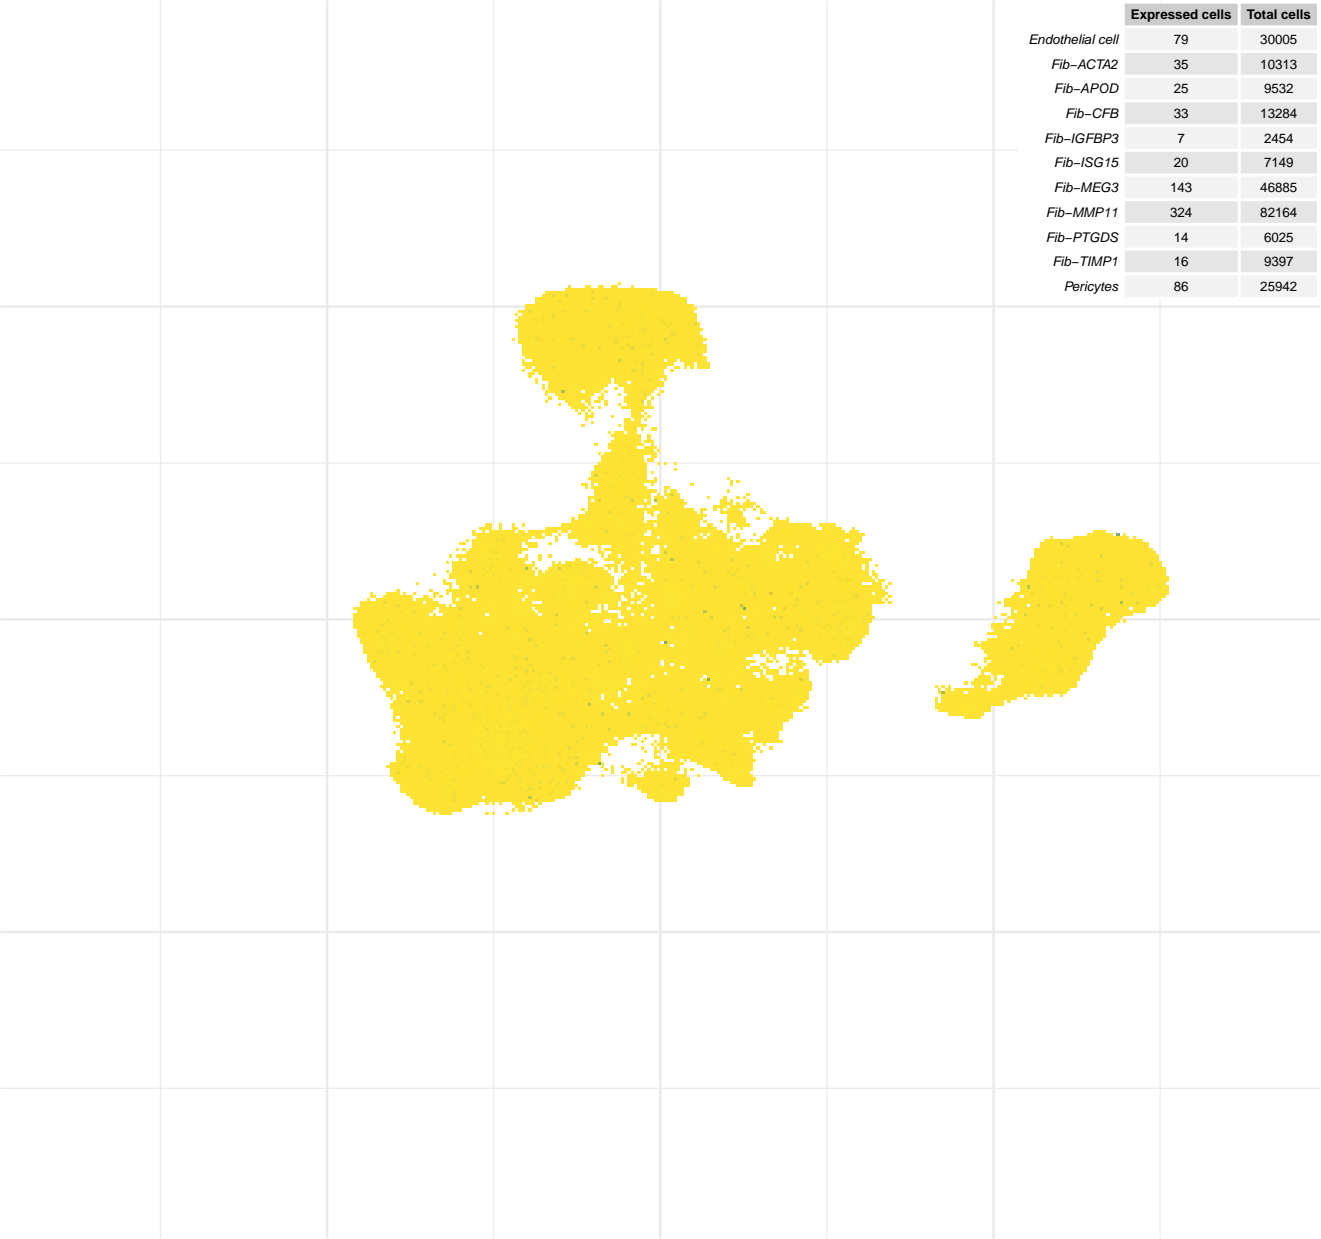 Expressed cells Total cells
Endothelial cell 79 30005
Fib−ACTA2 35 10313
Fib−APOD 25 9532
Fib−CFB 33 13284
Fib−IGFBP3 7 2454
Fib−ISG15 20 7149
Fib−MEG3 143 46885
Fib−MMP11 324 82164
Fib−PTGDS 14 6025
Fib−TIMP1 16 9397
Pericytes 86 25942